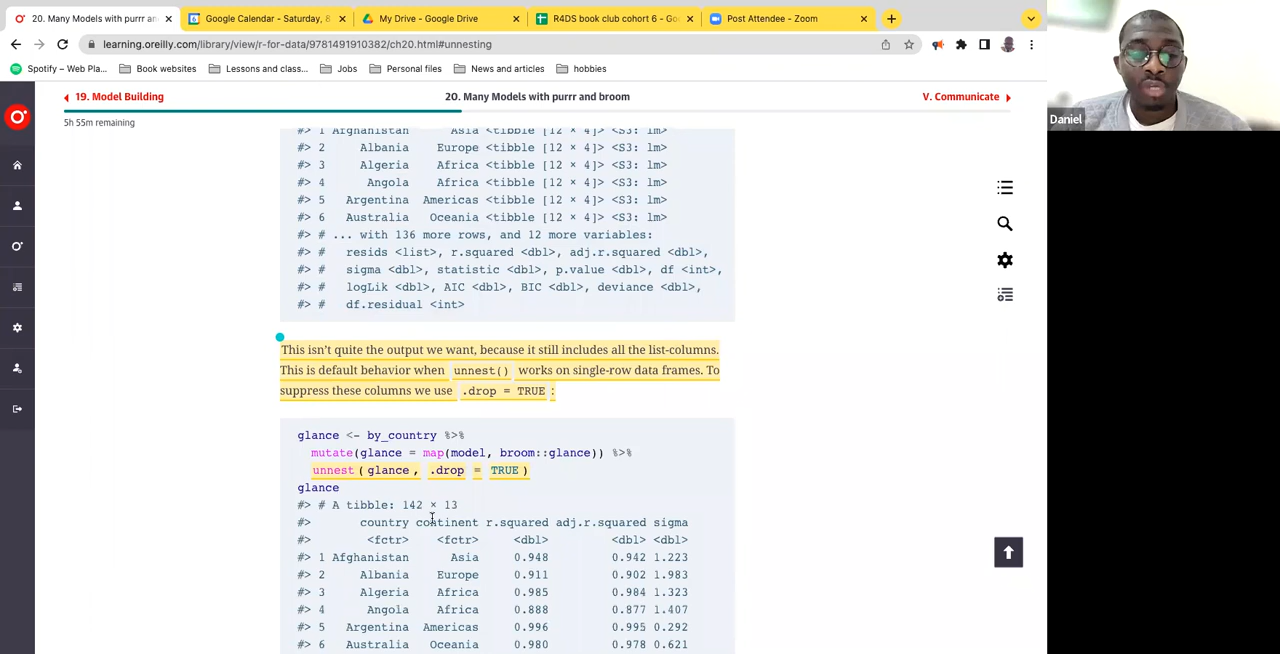 20. Many Models with purrr an
Google Calendar - Saturday, 8
My Drive - Google Drive
R4DS book club cohort 6 - Go
Post Attendee - Zoom
learning.oreilly.com/library/view/r-for-data/9781491910382/ch20.html#unnesting
Spotify – Web Pla...
Book websites
Lessons and class...
Jobs
Personal files
News and articles
hobbies
19. Model Building
20. Many Models with purrr and broom
V. Communicate
5h 55m remaining
#> 1 Afghanistan Asia <tibble [12 × 4]> <S3: lm>
#> 2 Albania Europe <tibble [12 × 4]> <S3: lm>
#> 3 Algeria Africa <tibble [12 × 4]> <S3: lm>
#> 4 Angola Africa <tibble [12 × 4]> <S3: lm>
#> 5 Argentina Americas <tibble [12 × 4]> <S3: lm>
#> 6 Australia Oceania <tibble [12 × 4]> <S3: lm>
#> # ... with 136 more rows, and 12 more variables:
#> # resids <list>, r.squared <dbl>, adj.r.squared <dbl>,
#> # sigma <dbl>, statistic <dbl>, p.value <dbl>, df <int>,
#> # logLik <dbl>, AIC <dbl>, BIC <dbl>, deviance <dbl>,
#> # df.residual <int>
This isn't quite the output we want, because it still includes all the list-columns.
This is default behavior when unnest() works on single-row data frames. To
suppress these columns we use .drop = TRUE :
glance <- by_country %>%
mutate(glance = map(model, broom::glance)) %>%
unnest(glance, .drop = TRUE)
glance
#> # A tibble: 142 × 13
#> country continent r.squared adj.r.squared sigma
#> <fctr> <fctr> <dbl> <dbl> <dbl>
#> 1 Afghanistan Asia 0.948 0.942 1.223
#> 2 Albania Europe 0.911 0.902 1.983
#> 3 Algeria Africa 0.985 0.984 1.323
#> 4 Angola Africa 0.888 0.877 1.407
#> 5 Argentina Americas 0.996 0.995 0.292
#> 6 Australia Oceania 0.980 0.978 0.621
Daniel